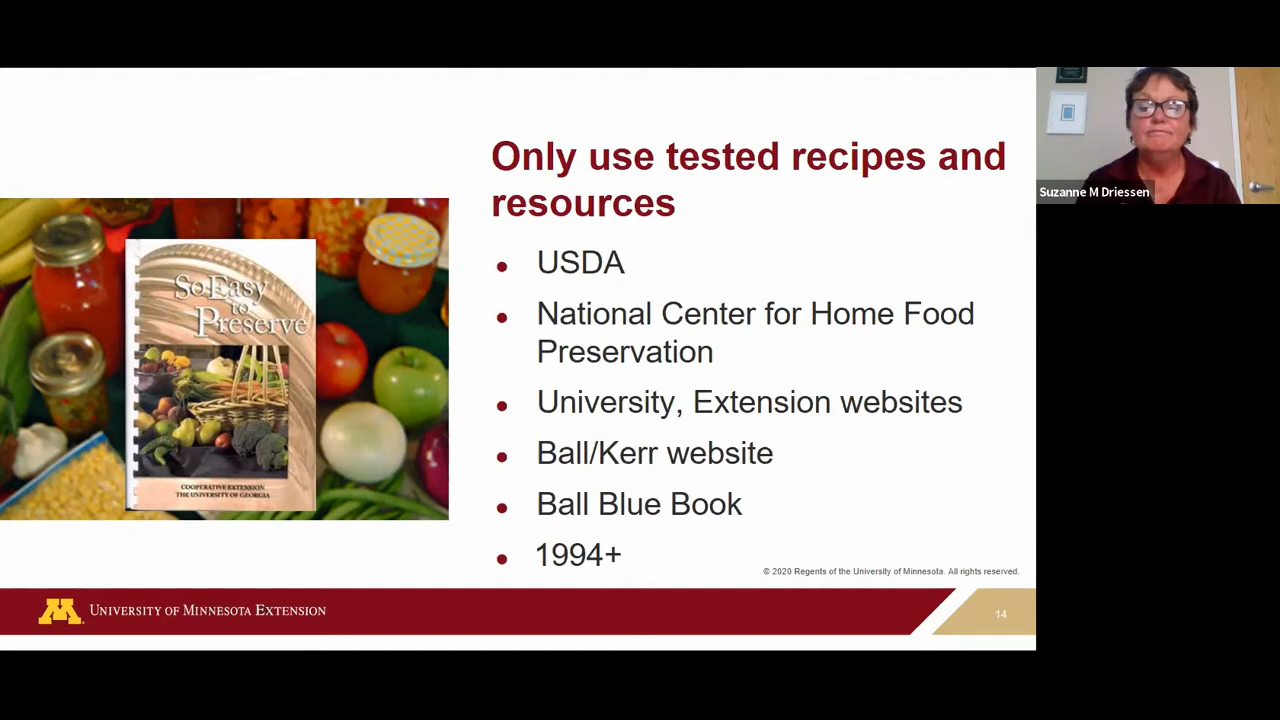 Only use tested recipes and
resources
• USDA
• National Center for Home Food
Preservation
• University, Extension websites
• Ball/Kerr website
• Ball Blue Book
• 1994+
So Easy
to
Preserve
COOPERATIVE EXTENSION
THE UNIVERSITY OF GEORGIA
© 2020 Regents of the University of Minnesota. All rights reserved.
M
UNIVERSITY OF MINNESOTA EXTENSION
14
Suzanne M Driessen